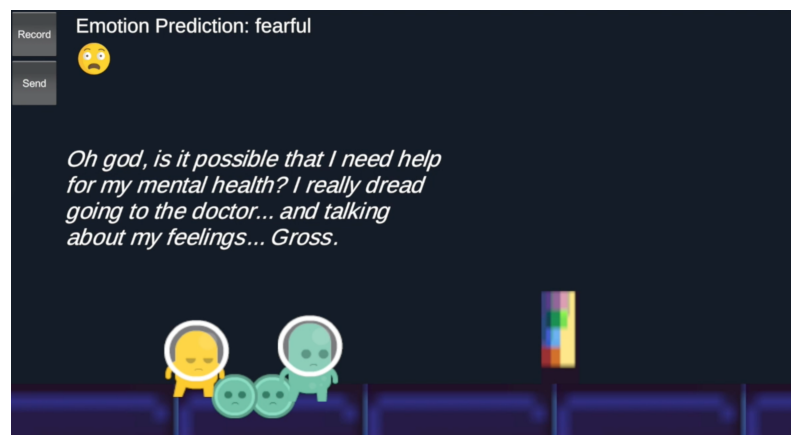 Record
Emotion Prediction: fearful
Send
Oh god, is it possible that I need help
for my mental health? I really dread
going to the doctor... and talking
about my feelings... Gross.